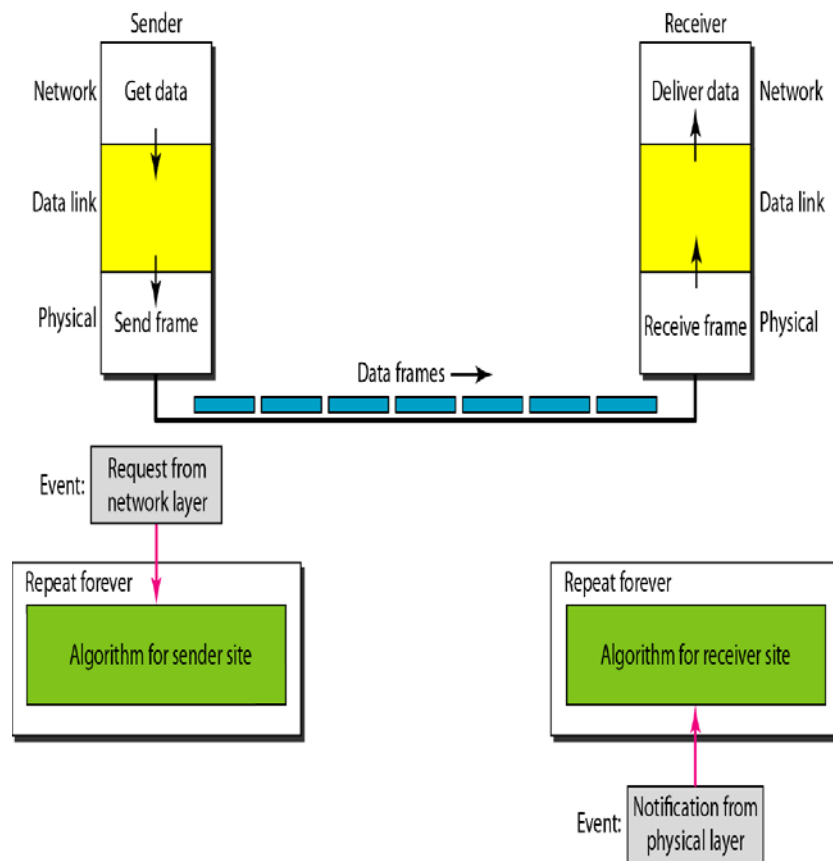 Sender
Receiver
Network
Get data
Deliver data
Network
Data link
Data link
Physical
Send frame
Receive frame
Physical
Data frames
Event:
Request from
network layer
Repeat forever
Algorithm for sender site
Repeat forever
Algorithm for receiver site
Event:
Notification from
physical layer